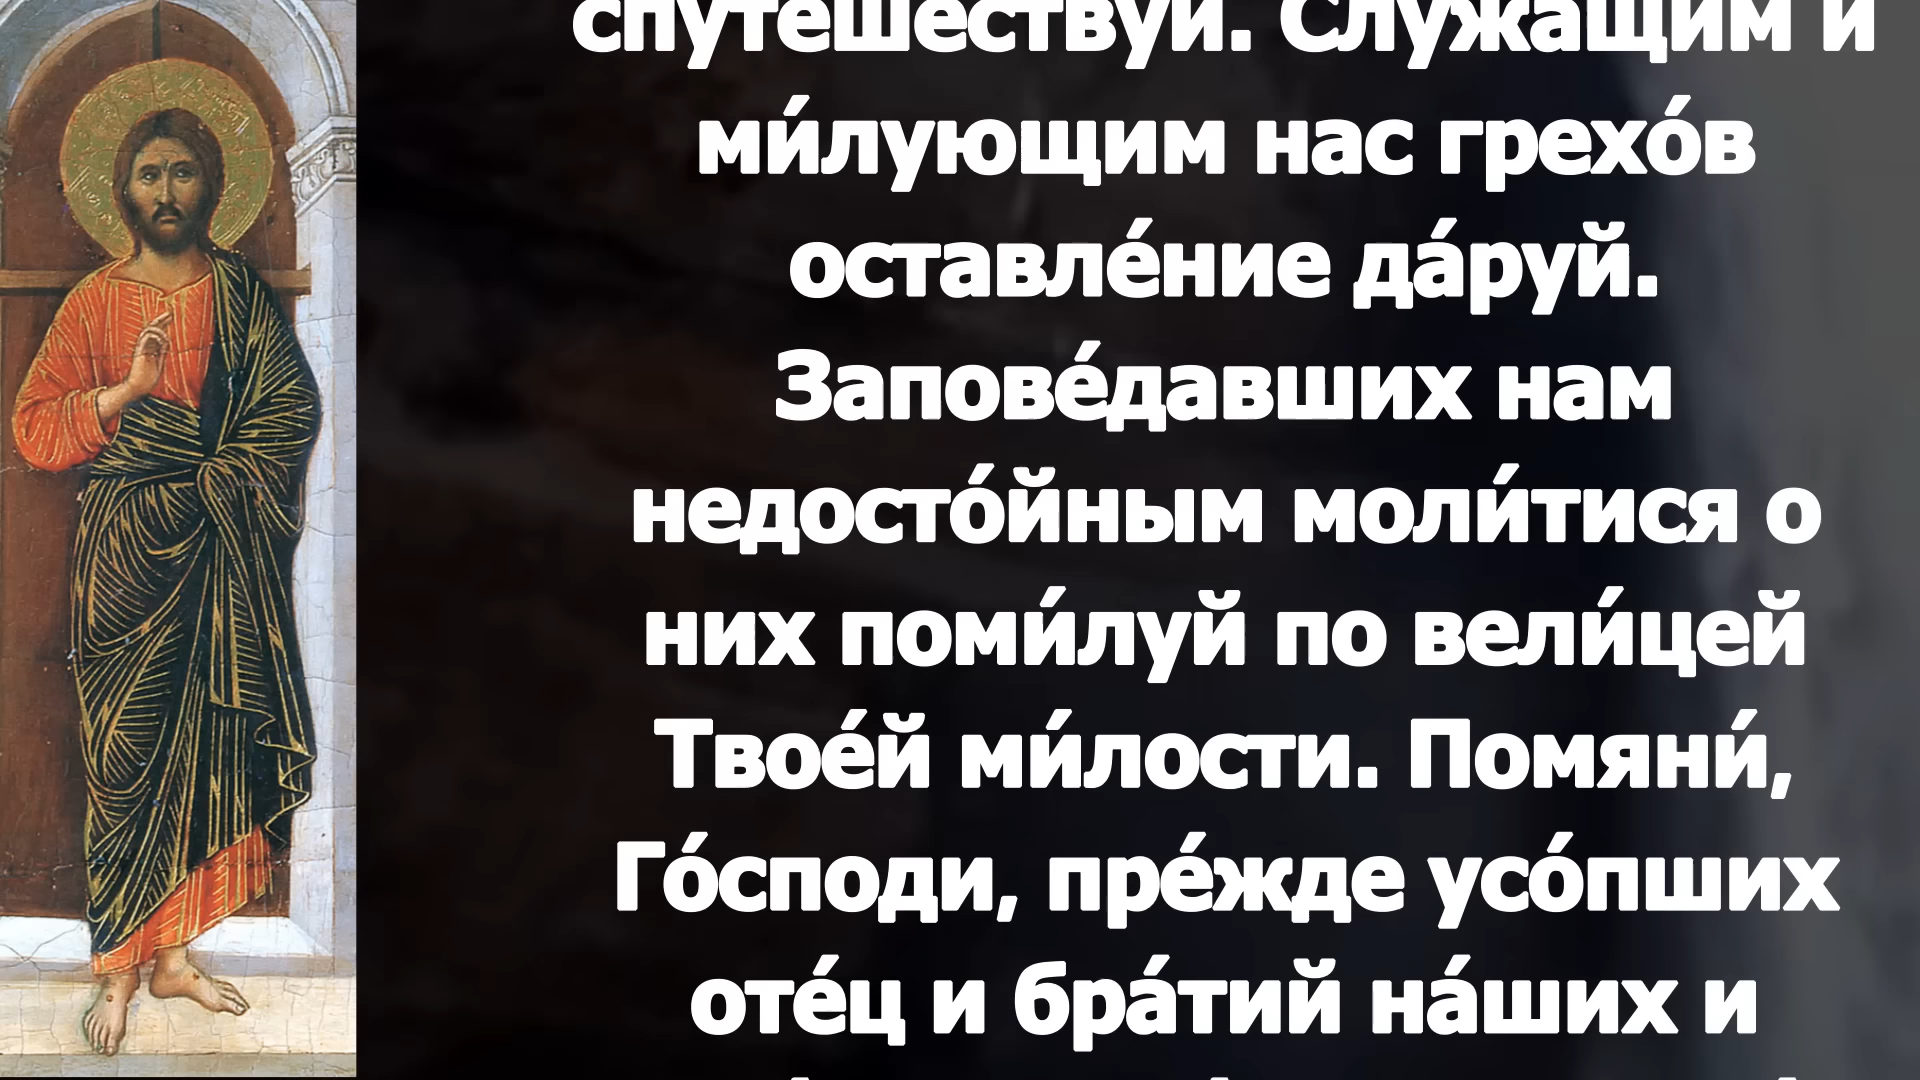 спутешествуй. Служащим и
ми́лующим нас грехо́в
оставле́ние да́руй.
Запове́давших нам
недосто́йным моли́тися о
них поми́луй по вели́цей
Твое́й ми́лости. Помяни́,
Го́споди, пре́жде усо́пших
оте́ц и бра́тий на́ших и